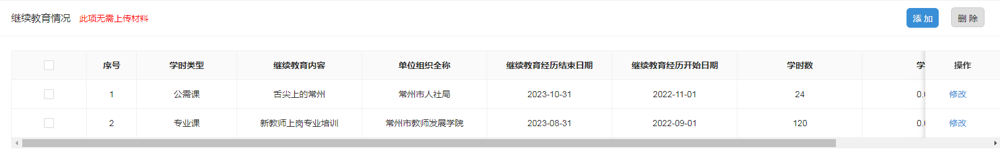 继续教育情况 此项无需上传材料 添 加 删 除
序号 学时类型 继续教育内容 单位组织全称 继续教育经历结束日期 继续教育经历开始日期 学时数 学 操作
1 公需课 舌尖上的常州 常州市人社局 2023-10-31 2022-11-01 24 0.0 修改
2 专业课 新教师上岗专业培训 常州市教师发展学院 2023-08-31 2022-09-01 120 0.0 修改